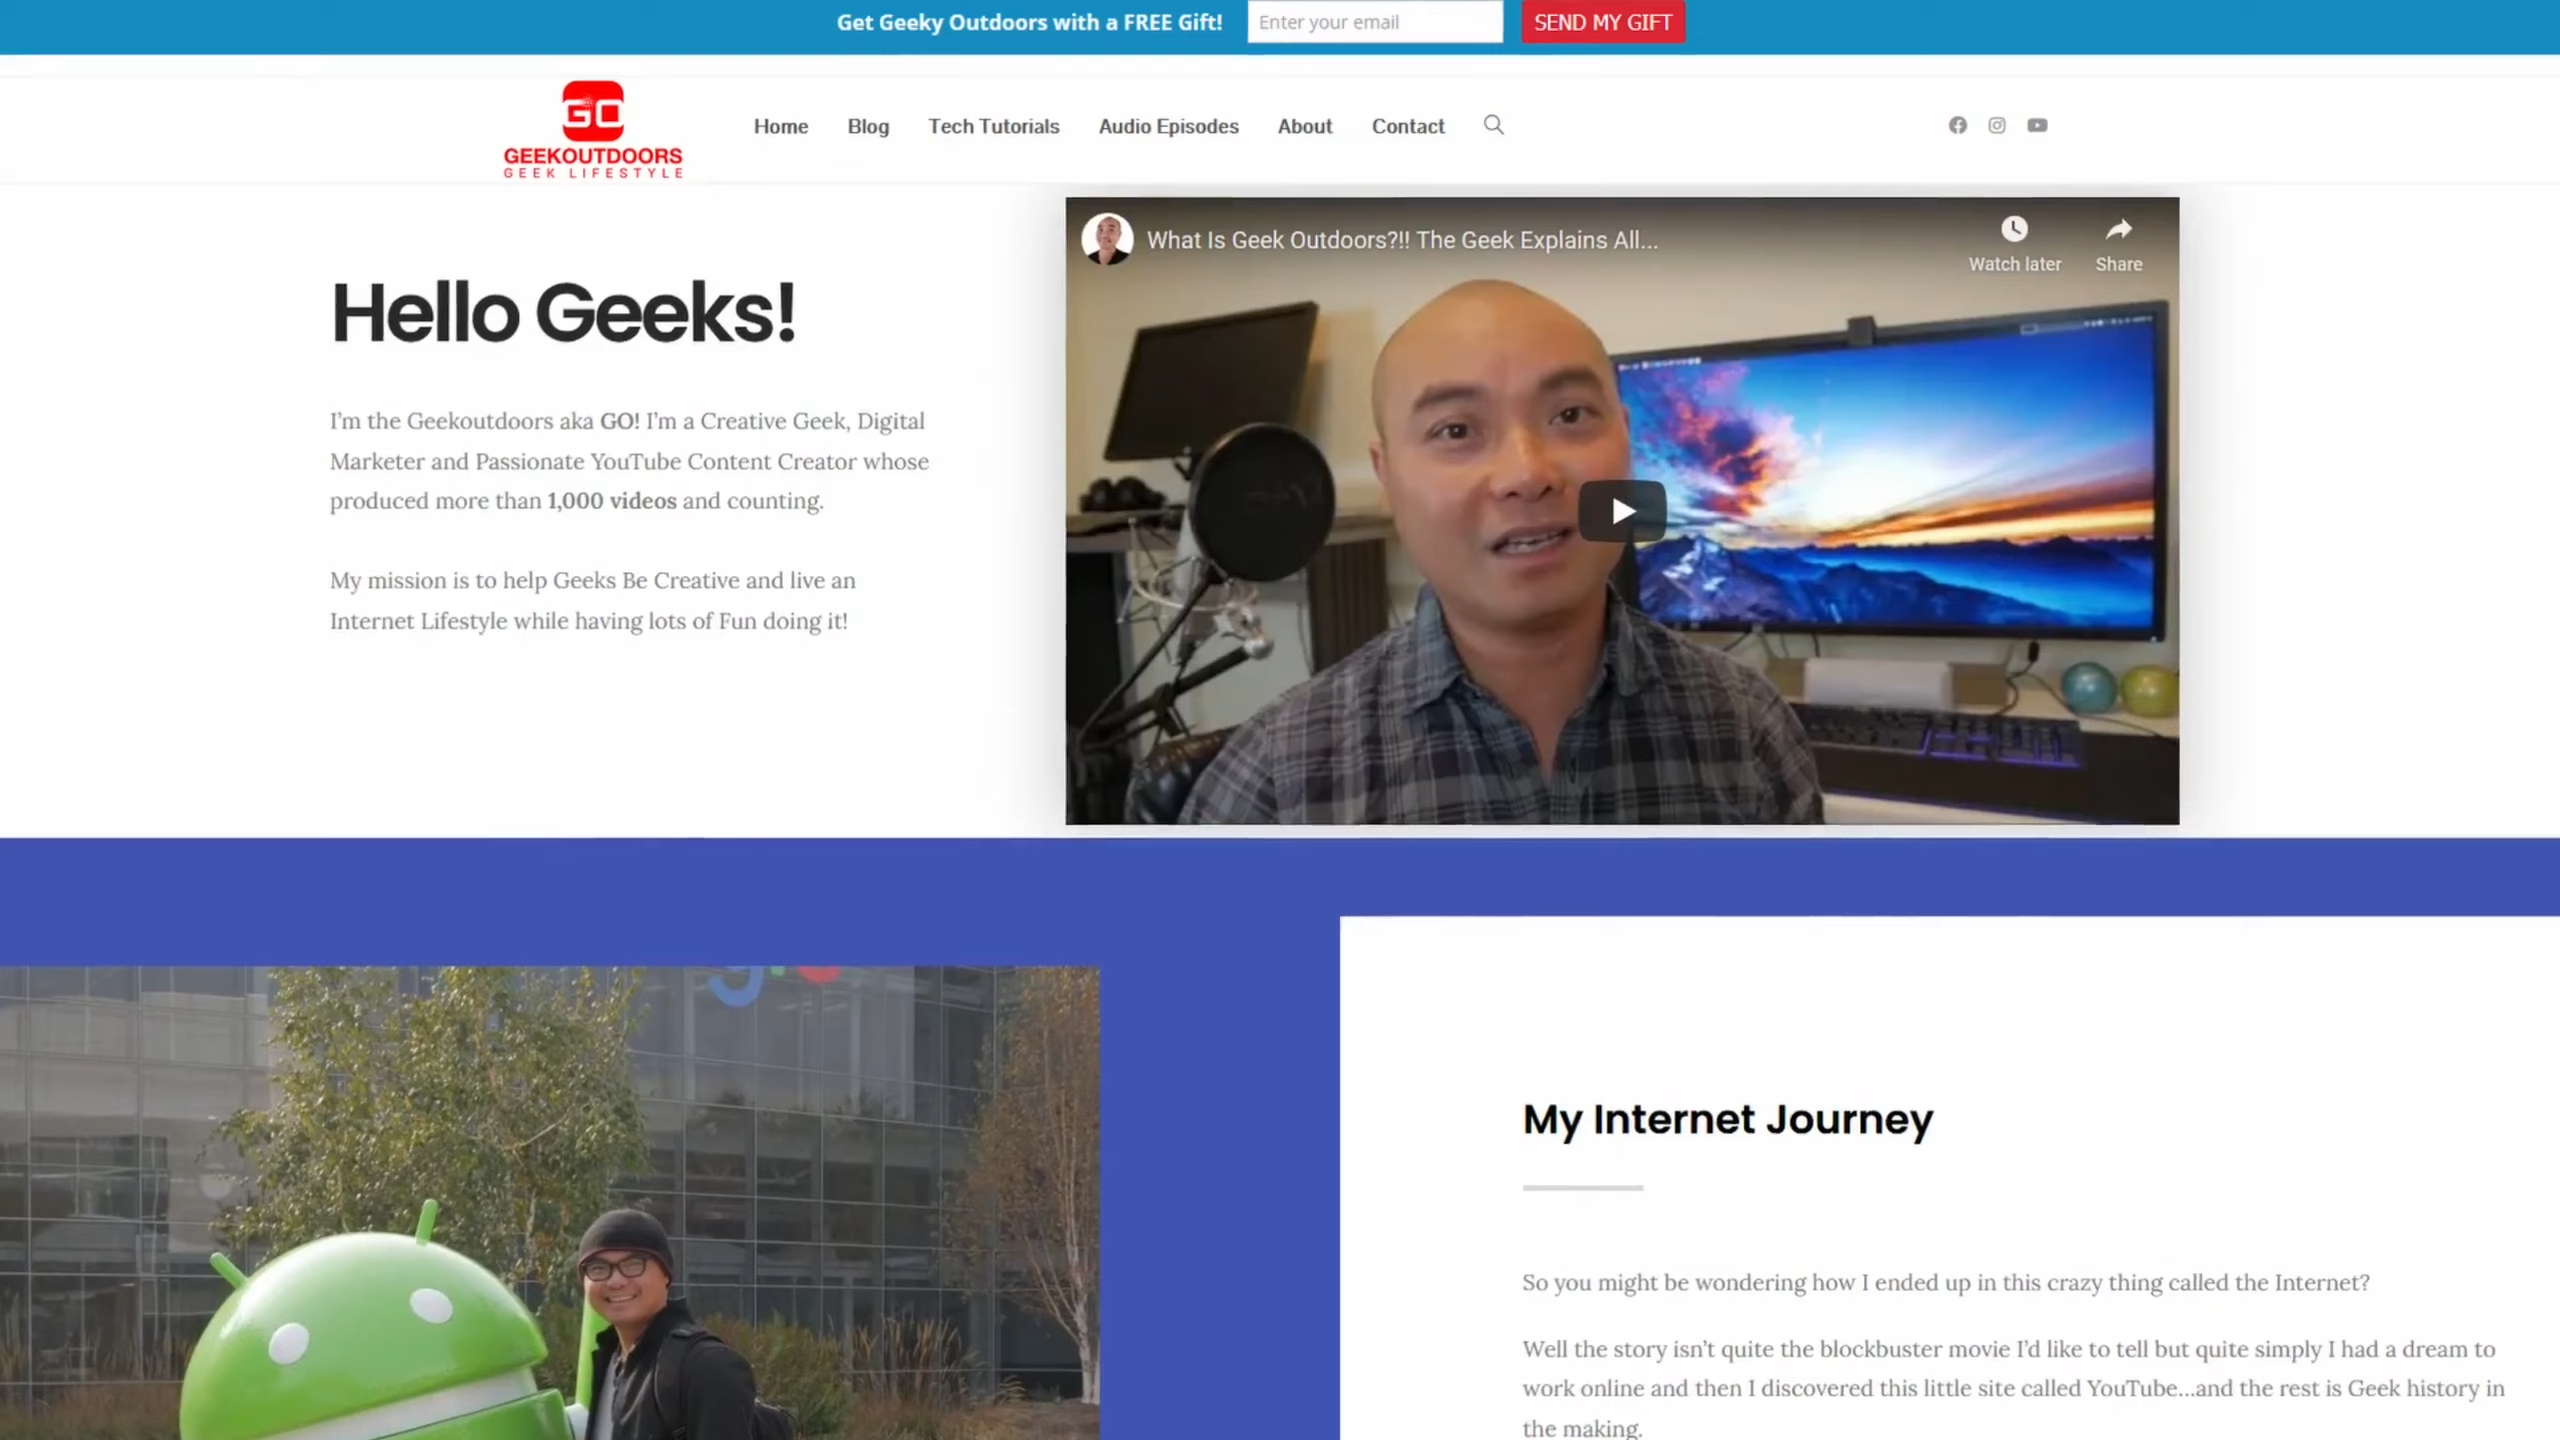 Get Geeky Outdoors with a FREE Gift!
Enter your email
SEND MY GIFT
GO
GEEKOUTDOORS
GEEK LIFESTYLE
Home
Blog
Tech Tutorials
Audio Episodes
About
Contact
What Is Geek Outdoors?!! The Geek Explains All...
Watch later
Share
Hello Geeks!
I'm the Geekoutdoors aka GO! I'm a Creative Geek, Digital
Marketer and Passionate YouTube Content Creator whose
produced more than 1,000 videos and counting.
My mission is to help Geeks Be Creative and live an
Internet Lifestyle while having lots of Fun doing it!
My Internet Journey
So you might be wondering how I ended up in this crazy thing called the Internet?
Well the story isn't quite the blockbuster movie I'd like to tell but quite simply I had a dream to
work online and then I discovered this little site called YouTube...and the rest is Geek history in
the making.